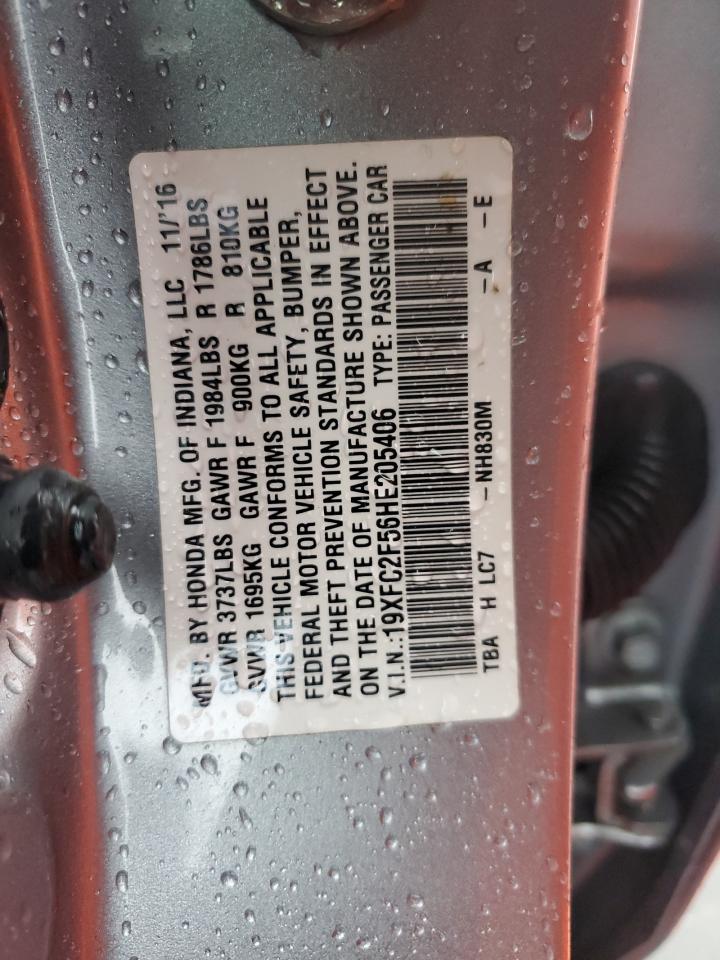 MFD. BY HONDA MFG. OF INDIANA, LLC 11/'16
GVWR 3737LBS GAWR F 1984LBS R 1786LBS
GVWR 1695KG GAWR F 900KG R 810KG
THIS VEHICLE CONFORMS TO ALL APPLICABLE
FEDERAL MOTOR VEHICLE SAFETY, BUMPER,
AND THEFT PREVENTION STANDARDS IN EFFECT
ON THE DATE OF MANUFACTURE SHOWN ABOVE.
V.I.N.:19XFC2F56HE205406 TYPE: PASSENGER CAR
TBA H LC7 -NH830M -A -E